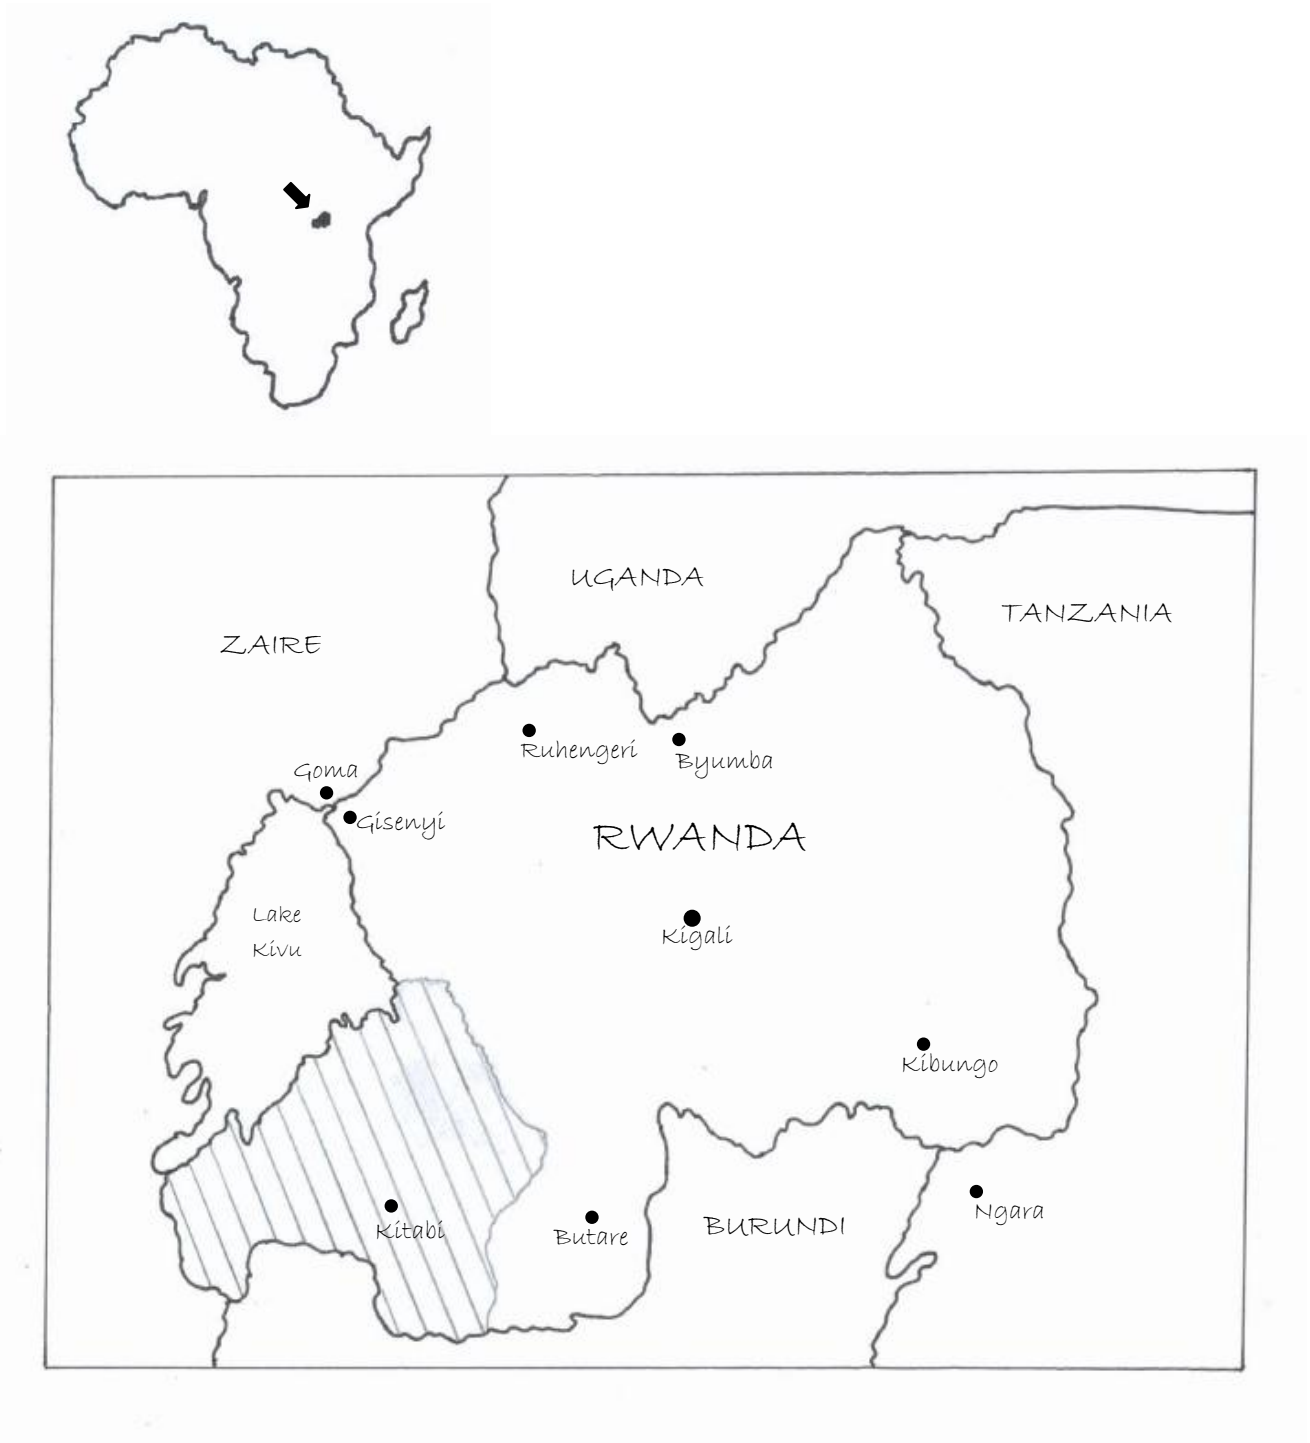 UGANDA
TANZANIA
ZAIRE
Ruhengeri
Byumba
Goma
Gisenyi
RWANDA
Lake
Kivu
Kigali
Kibungo
Kitabi
Butare
BURUNDI
Ngara